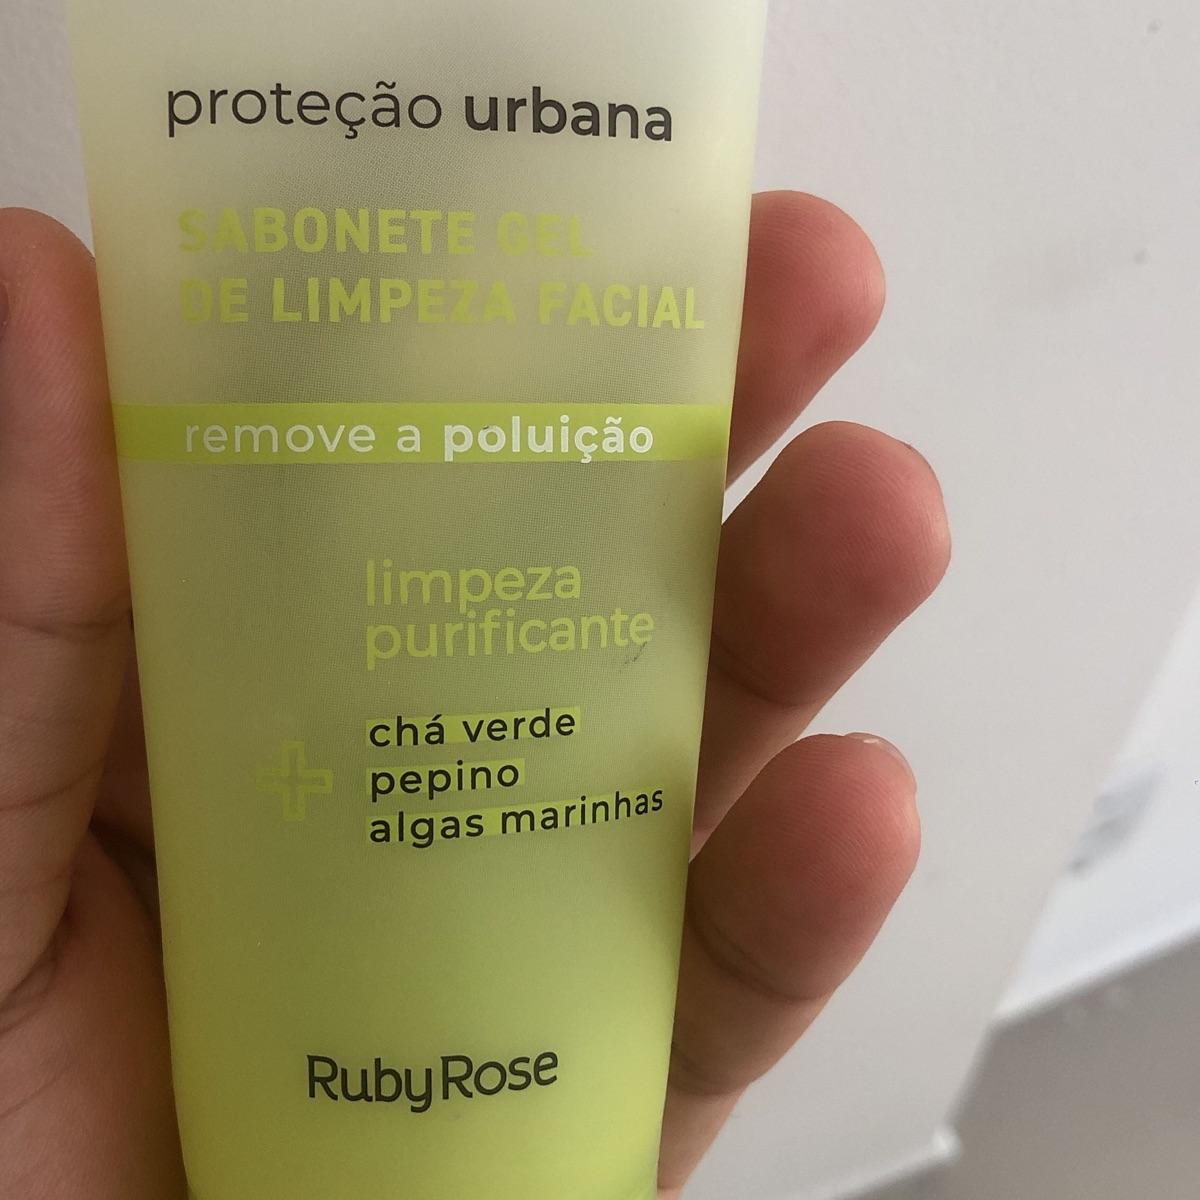 proteção urbana
SABONETE GEL
DE LIMPEZA FACIAL
remove a poluição
limpeza
purificante
+
chá verde
pepino
algas marinhas
RubyRose